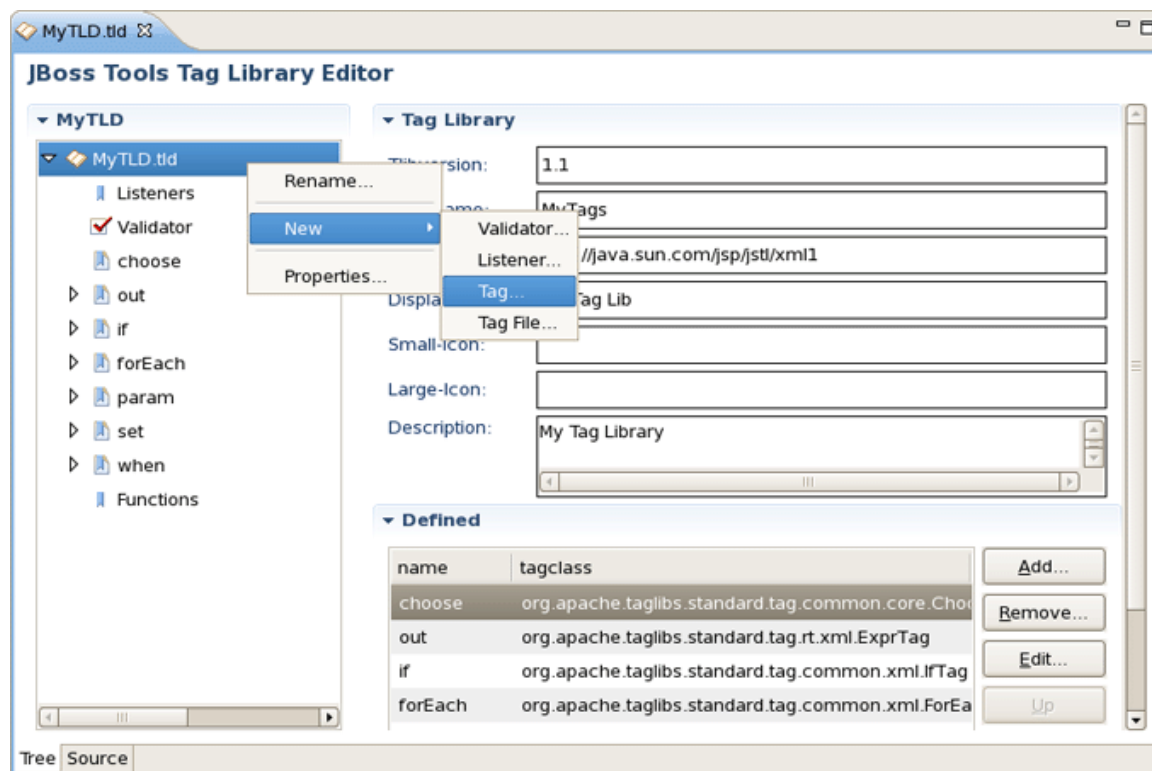 MyTLD.tld
JBoss Tools Tag Library Editor
MyTLD
MyTLD.tld
Listeners
Validator
choose
out
if
forEach
param
set
when
Functions
Rename...
New
Properties...
Validator...
Listener...
Tag...
Tag File...
Tag Library
1.1
MyTags
//java.sun.com/jsp/jstl/xml1
Tag Lib
Small-Icon:
Large-Icon:
Description:
My Tag Library
Defined
name tagclass
choose org.apache.taglibs.standard.tag.common.core.Choo
out org.apache.taglibs.standard.tag.rt.xml.ExprTag
if org.apache.taglibs.standard.tag.common.xml.IfTag
forEach org.apache.taglibs.standard.tag.common.xml.ForEa
Add...
Remove...
Edit...
Up
Tree Source